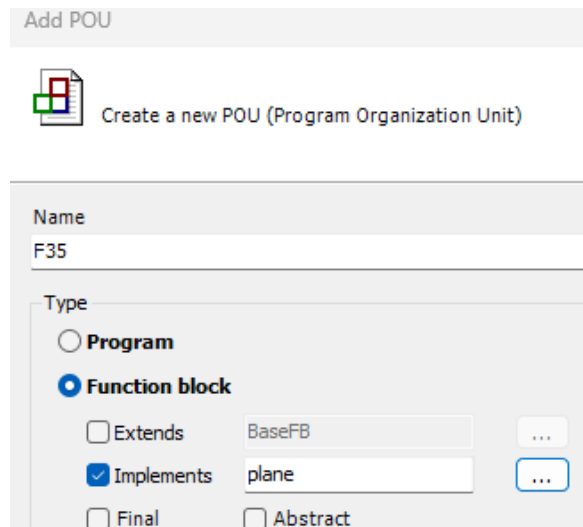 Add POU
Create a new POU (Program Organization Unit)
Name
F35
Type
Program
Function block
Extends BaseFB ...
Implements plane ...
Final Abstract